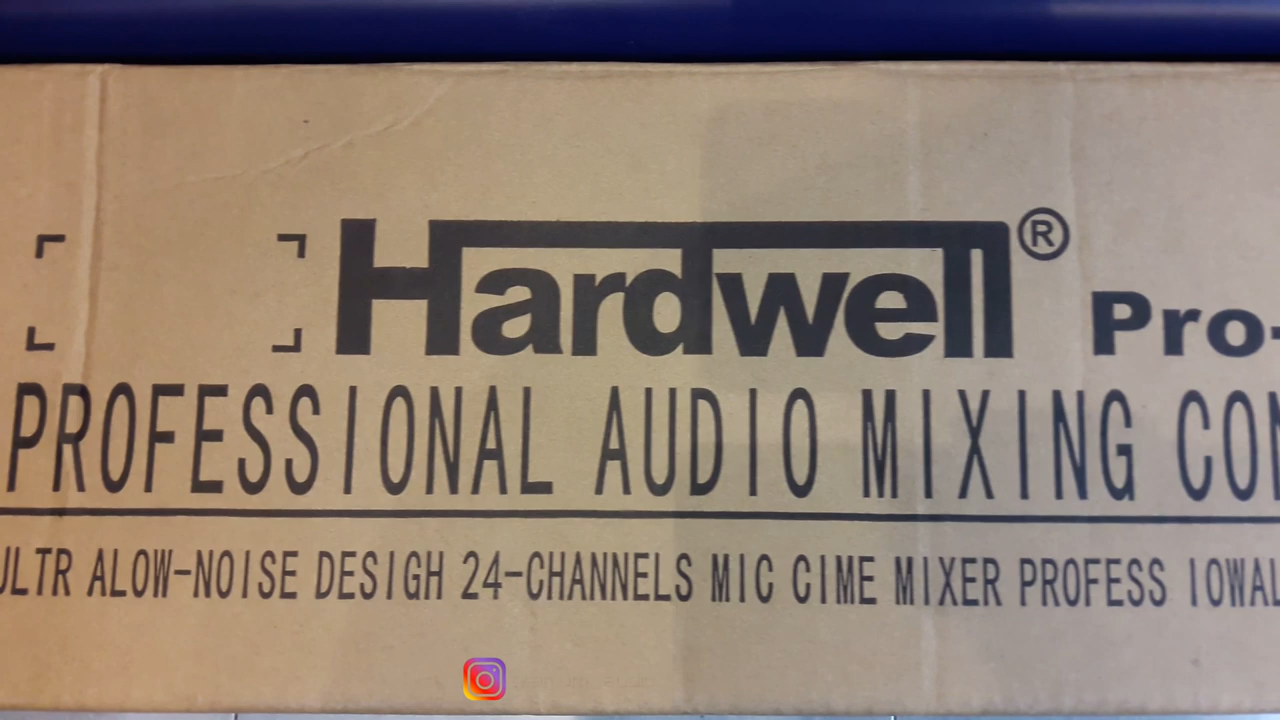 Hardwell® Pro-
PROFESSIONAL AUDIO MIXING CON
ULTR ALOW-NOISE DESIGH 24-CHANNELS MIC CIME MIXER PROFESS IOWAL